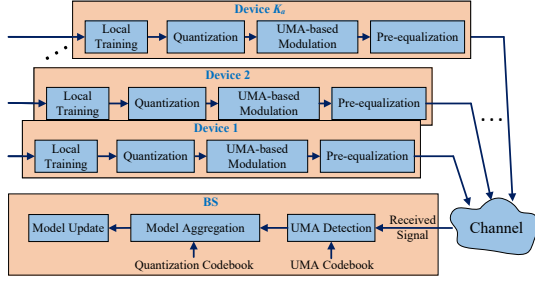 Device Kₐ
Local
Training
Quantization
UMA-based
Modulation
Pre-equalization
Device 2
Local
Training
Quantization
UMA-based
Modulation
Pre-equalization
Device 1
Local
Training
Quantization
UMA-based
Modulation
Pre-equalization
BS
Model Update
Model Aggregation
UMA Detection
Received
Signal
Channel
Quantization Codebook
UMA Codebook